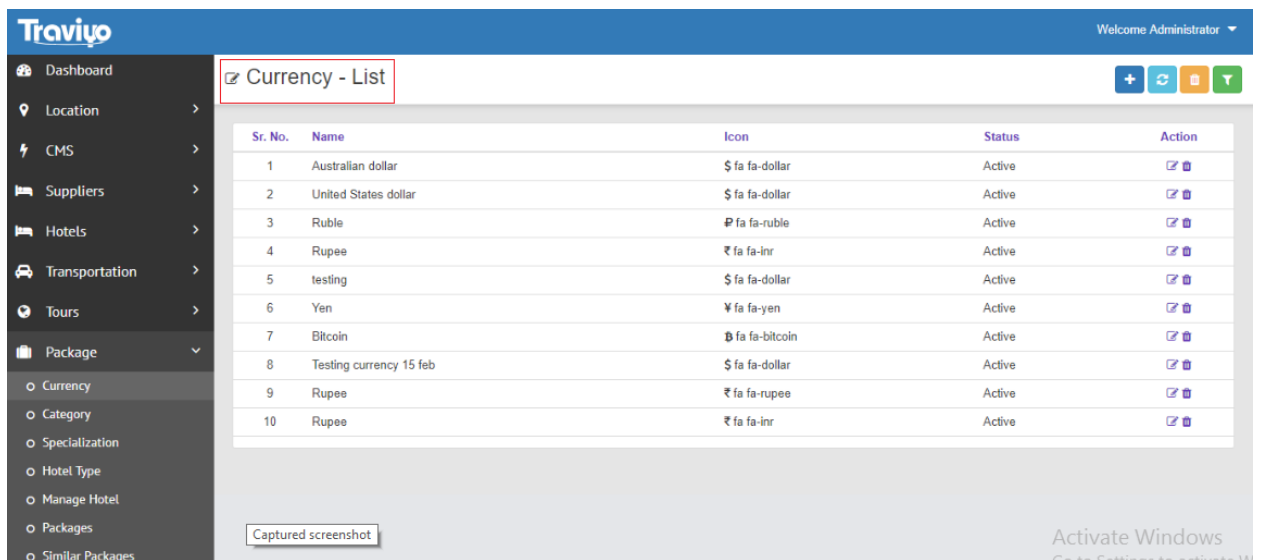 Traviyo
Welcome Administrator
Dashboard
Location
CMS
Suppliers
Hotels
Transportation
Tours
Package
Currency
Category
Specialization
Hotel Type
Manage Hotel
Packages
Similar Packages
Currency - List
Sr. No. Name Icon Status Action
1 Australian dollar $ fa fa-dollar Active
2 United States dollar $ fa fa-dollar Active
3 Ruble ₽ fa fa-ruble Active
4 Rupee ₹ fa fa-inr Active
5 testing $ fa fa-dollar Active
6 Yen ¥ fa fa-yen Active
7 Bitcoin ₿ fa fa-bitcoin Active
8 Testing currency 15 feb $ fa fa-dollar Active
9 Rupee ₹ fa fa-rupee Active
10 Rupee ₹ fa fa-inr Active
Captured screenshot
Activate Windows
Go to Settings to activate W